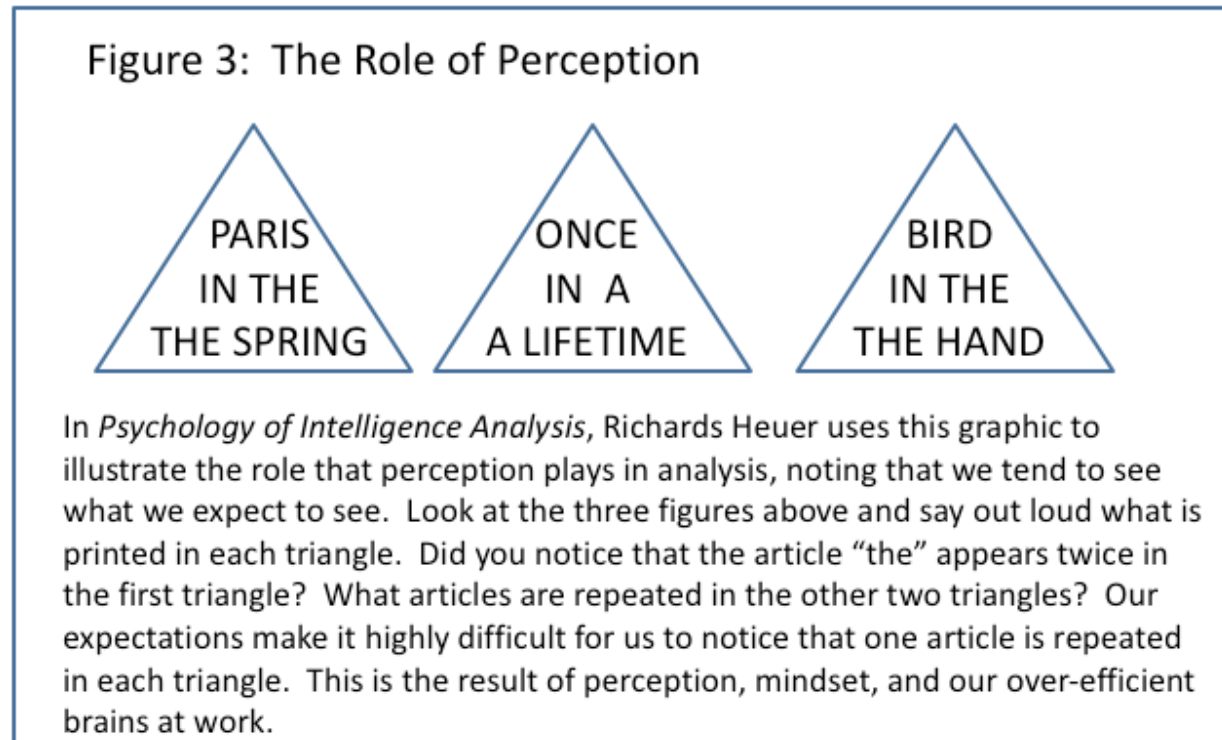 Figure 3: The Role of Perception
PARIS
IN THE
THE SPRING
ONCE
IN A
A LIFETIME
BIRD
IN THE
THE HAND
In Psychology of Intelligence Analysis, Richards Heuer uses this graphic to
illustrate the role that perception plays in analysis, noting that we tend to see
what we expect to see. Look at the three figures above and say out loud what is
printed in each triangle. Did you notice that the article “the” appears twice in
the first triangle? What articles are repeated in the other two triangles? Our
expectations make it highly difficult for us to notice that one article is repeated
in each triangle. This is the result of perception, mindset, and our over-efficient
brains at work.